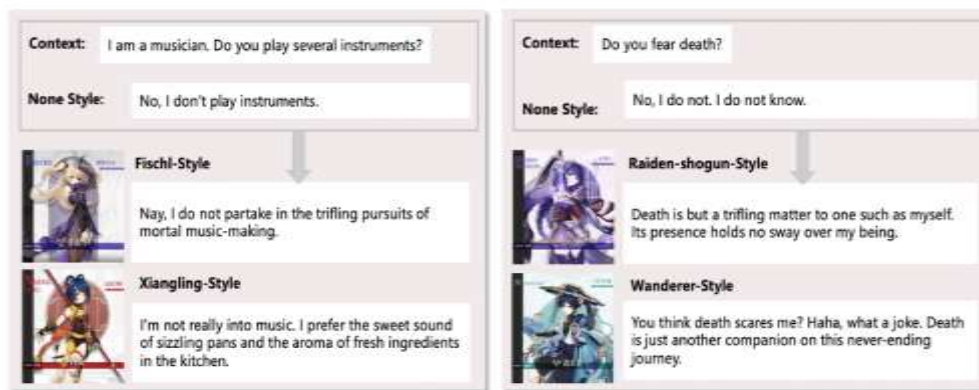 Context: I am a musician. Do you play several instruments?
None Style: No, I don't play instruments.
Fischl-Style
Nay, I do not partake in the trifling pursuits of
mortal music-making.
Xiangling-Style
I'm not really into music. I prefer the sweet sound
of sizzling pans and the aroma of fresh ingredients
in the kitchen.
Context: Do you fear death?
None Style: No, I do not. I do not know.
Raiden-shogun-Style
Death is but a trifling matter to one such as myself.
Its presence holds no sway over my being.
Wanderer-Style
You think death scares me? Haha, what a joke. Death
is just another companion on this never-ending
journey.